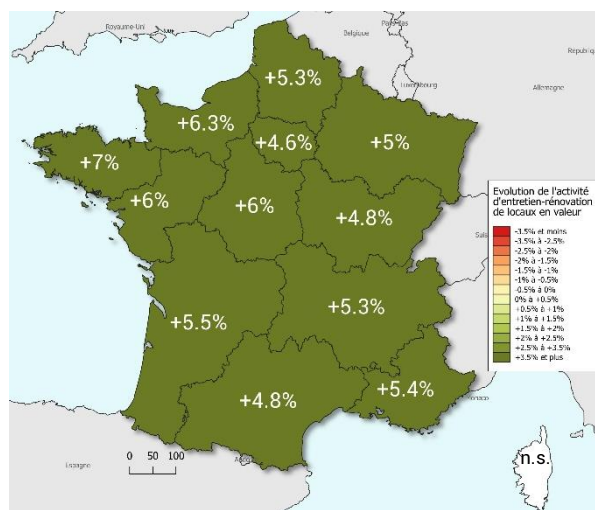 Royaume-Uni
Pays-Bas
Belgique
Allemagne
Luxembourg
+5.3%
+6.3%
+4.6%
+5%
+7%
+6%
+6%
+4.8%
+5.3%
+5.5%
+4.8%
+5.4%
Espagne
0 50 100
n.s.
Evolution de l'activité
d'entretien-rénovation
de locaux en valeur
-3.5% et moins
-3.5% à -2.5%
-2.5% à -2%
-2% à -1.5%
-1.5% à -1%
-1% à -0.5%
-0.5% à 0%
0% à +0.5%
+0.5% à +1%
+1% à +1.5%
+1.5% à +2%
+2% à +2.5%
+2.5% à +3.5%
+3.5% et plus